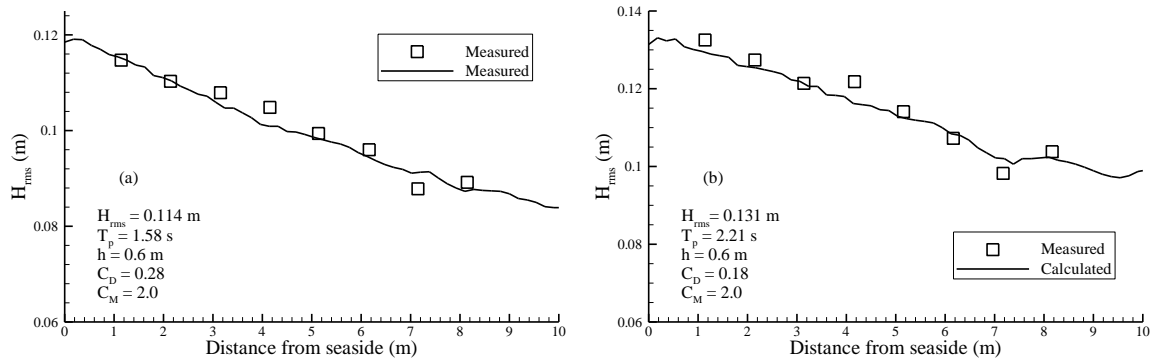 0.12
0.1
0.08
0.06
H_rms (m)
0 1 2 3 4 5 6 7 8 9 10
Distance from seaside (m)
Measured
Measured
(a)
H_rms = 0.114 m
T_p = 1.58 s
h = 0.6 m
C_D = 0.28
C_M = 2.0
0.14
0.12
0.1
0.08
0.06
H_rms (m)
0 1 2 3 4 5 6 7 8 9 10
Distance from seaside (m)
(b)
H_rms = 0.131 m
T_p = 2.21 s
h = 0.6 m
C_D = 0.18
C_M = 2.0
Measured
Calculated